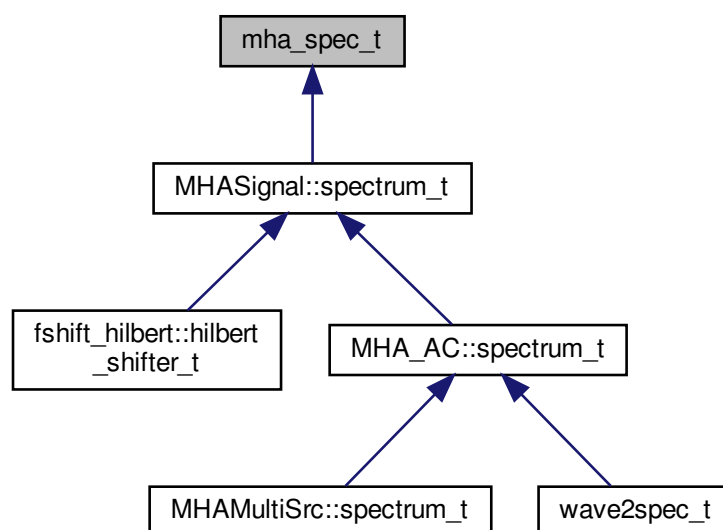 mha_spec_t
MHASignal::spectrum_t
fshift_hilbert::hilbert
_shifter_t
MHA_AC::spectrum_t
MHAMultiSrc::spectrum_t
wave2spec_t